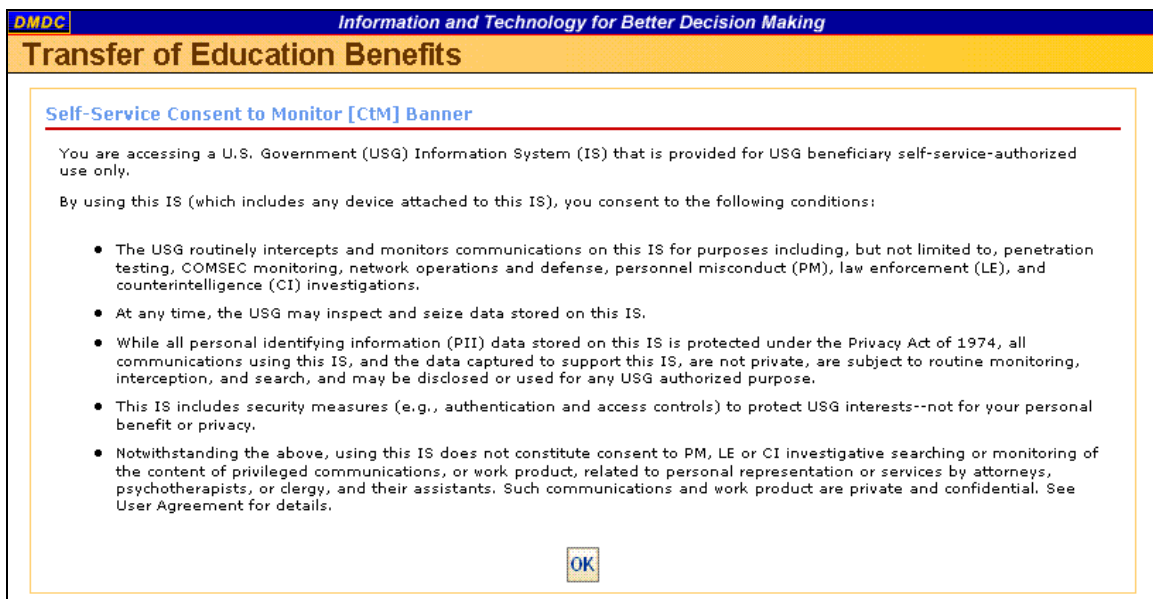 DMDC
Information and Technology for Better Decision Making
Transfer of Education Benefits
Self-Service Consent to Monitor [CtM] Banner
You are accessing a U.S. Government (USG) Information System (IS) that is provided for USG beneficiary self-service-authorized
use only.
By using this IS (which includes any device attached to this IS), you consent to the following conditions:
● The USG routinely intercepts and monitors communications on this IS for purposes including, but not limited to, penetration
testing, COMSEC monitoring, network operations and defense, personnel misconduct (PM), law enforcement (LE), and
counterintelligence (CI) investigations.
● At any time, the USG may inspect and seize data stored on this IS.
● While all personal identifying information (PII) data stored on this IS is protected under the Privacy Act of 1974, all
communications using this IS, and the data captured to support this IS, are not private, are subject to routine monitoring,
interception, and search, and may be disclosed or used for any USG authorized purpose.
● This IS includes security measures (e.g., authentication and access controls) to protect USG interests--not for your personal
benefit or privacy.
● Notwithstanding the above, using this IS does not constitute consent to PM, LE or CI investigative searching or monitoring of
the content of privileged communications, or work product, related to personal representation or services by attorneys,
psychotherapists, or clergy, and their assistants. Such communications and work product are private and confidential. See
User Agreement for details.
OK